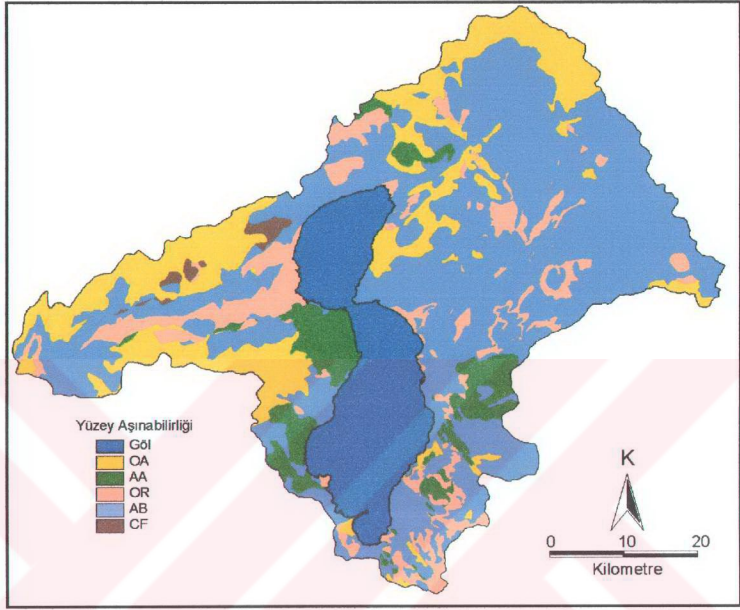 Yüzey Aşınabilirliği
Göl
OA
AA
OR
AB
CF
K
0 10 20
Kilometre